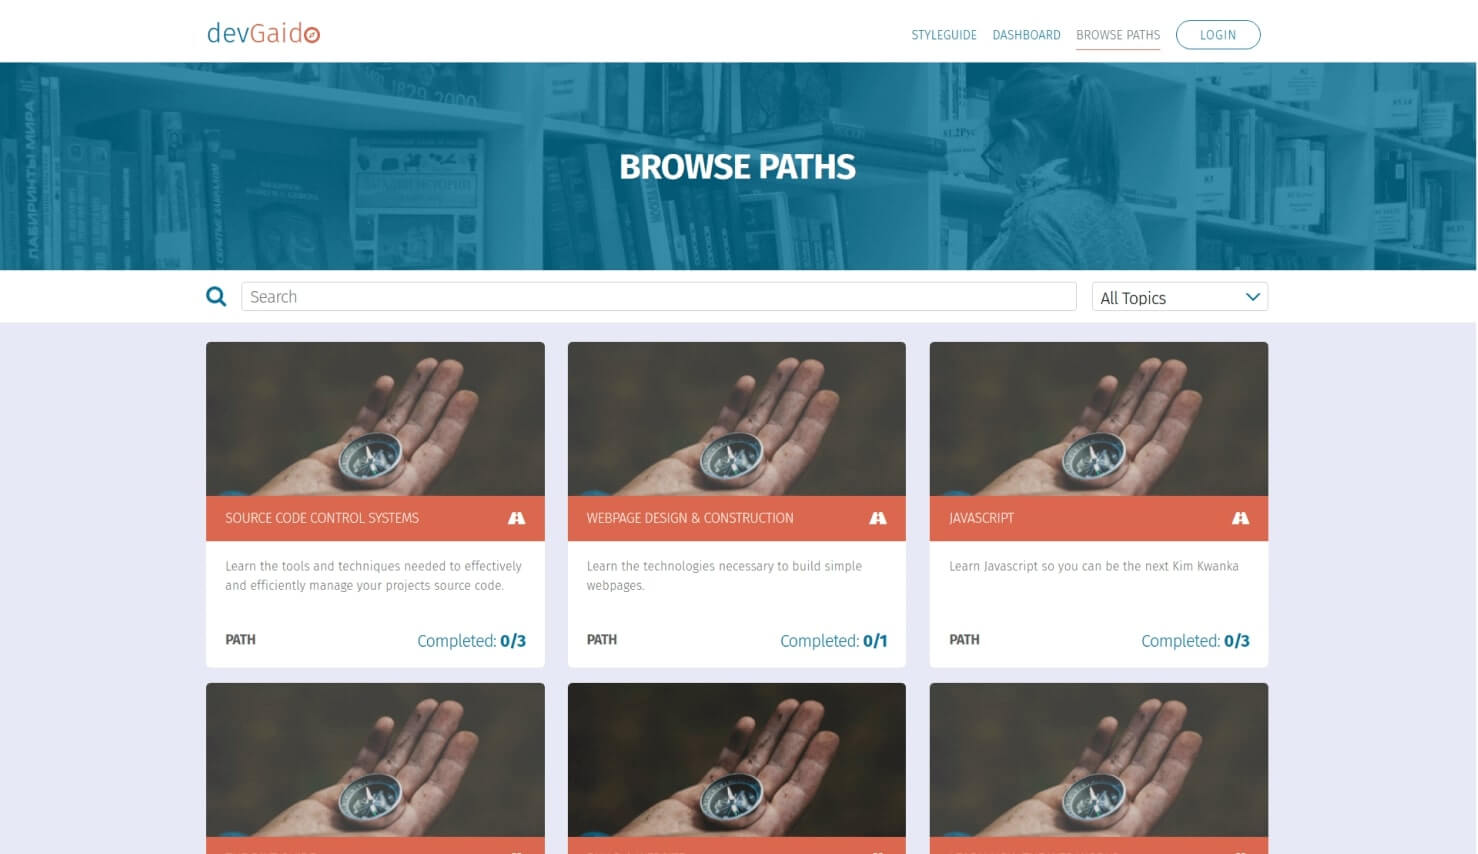 devGaido
STYLEGUIDE
DASHBOARD
BROWSE PATHS
LOGIN
1829 2000
ЛАБИРИНТЫ МИРА
BROWSE PATHS
Search
All Topics
SOURCE CODE CONTROL SYSTEMS
Learn the tools and techniques needed to effectively
and efficiently manage your projects source code.
PATH
Completed: 0/3
WEBPAGE DESIGN & CONSTRUCTION
Learn the technologies necessary to build simple
webpages.
PATH
Completed: 0/1
JAVASCRIPT
Learn Javascript so you can be the next Kim Kwanka
PATH
Completed: 0/3